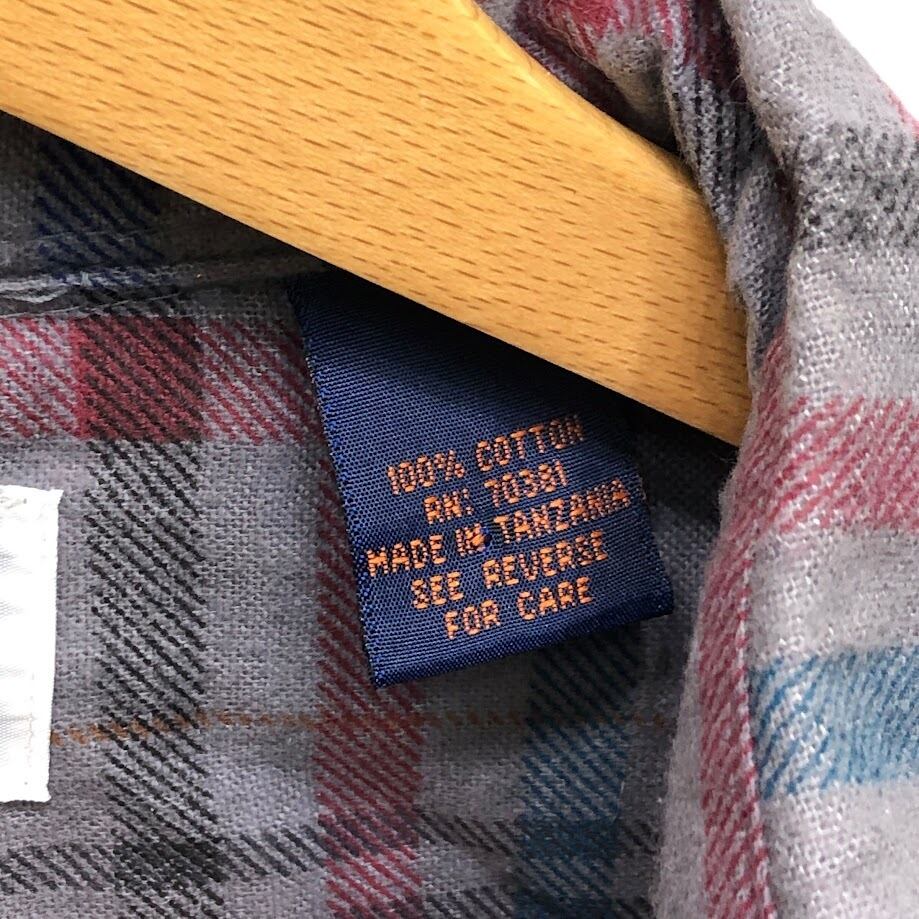 100% COTTON
RN: 70381
MADE IN TANZANIA
SEE REVERSE
FOR CARE